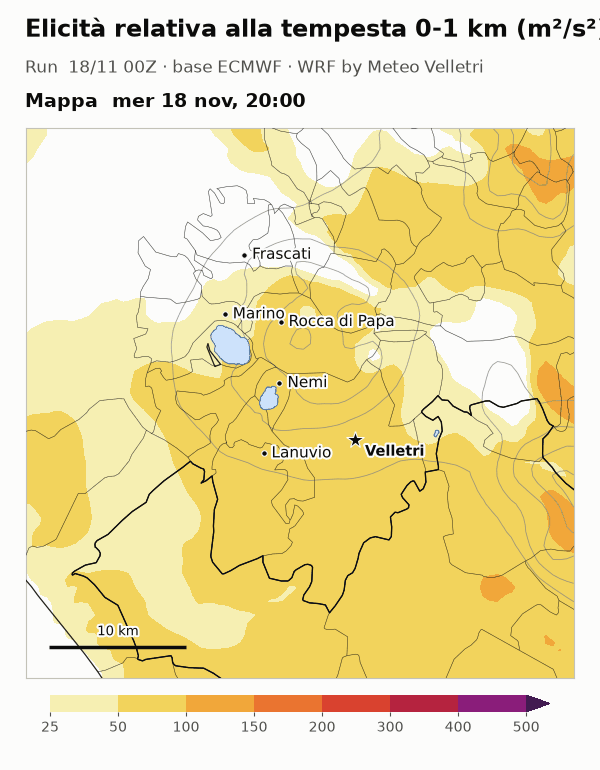 Elicità relativa alla tempesta 0-1 km (m²/s²)
Run  18/11 00Z · base ECMWF · WRF by Meteo Velletri
Mappa  mer 18 nov, 20:00
Frascati
Marino
Rocca di Papa
Nemi
Velletri
Lanuvio
10 km
25 50 100 150 200 300 400 500